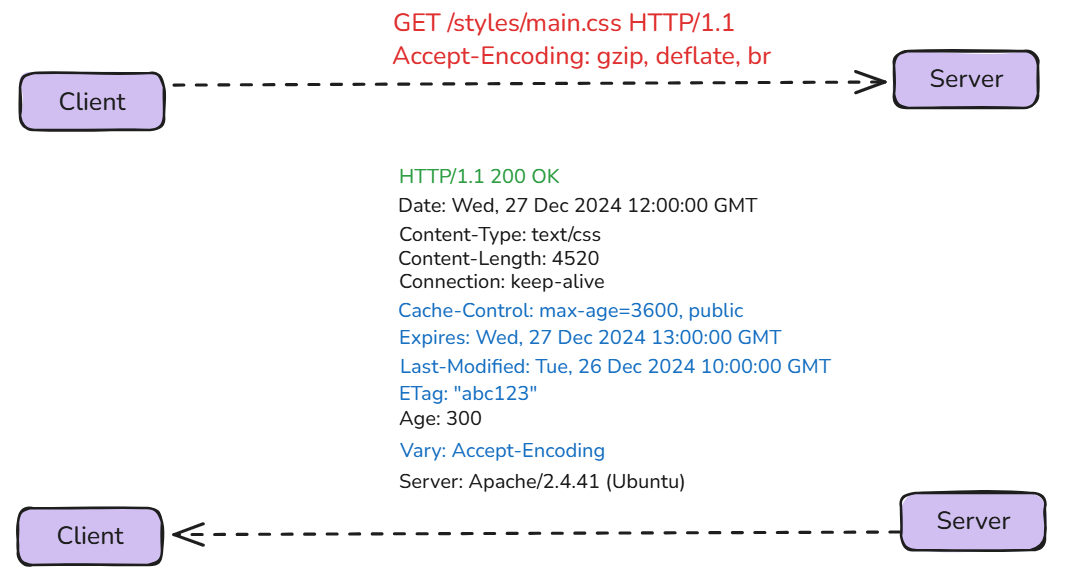 GET /styles/main.css HTTP/1.1
Accept-Encoding: gzip, deflate, br
Client
Server
HTTP/1.1 200 OK
Date: Wed, 27 Dec 2024 12:00:00 GMT
Content-Type: text/css
Content-Length: 4520
Connection: keep-alive
Cache-Control: max-age=3600, public
Expires: Wed, 27 Dec 2024 13:00:00 GMT
Last-Modified: Tue, 26 Dec 2024 10:00:00 GMT
ETag: "abc123"
Age: 300
Vary: Accept-Encoding
Server: Apache/2.4.41 (Ubuntu)
Client
Server